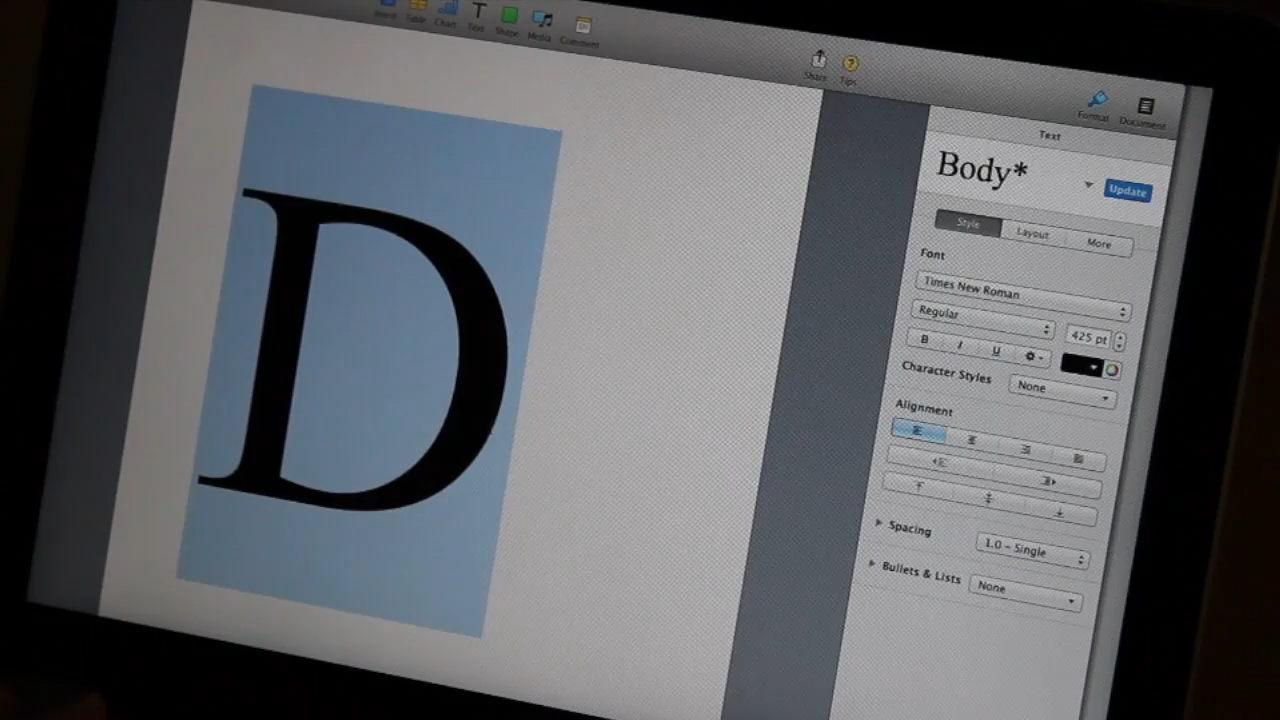 Table Chart Text Shape Media Comment
Share Tips
Format Document
D
Text
Body*
Update
Style Layout More
Font
Times New Roman
Regular
425 pt
B I U
Character Styles
None
Alignment
Spacing
1.0 - Single
Bullets & Lists
None